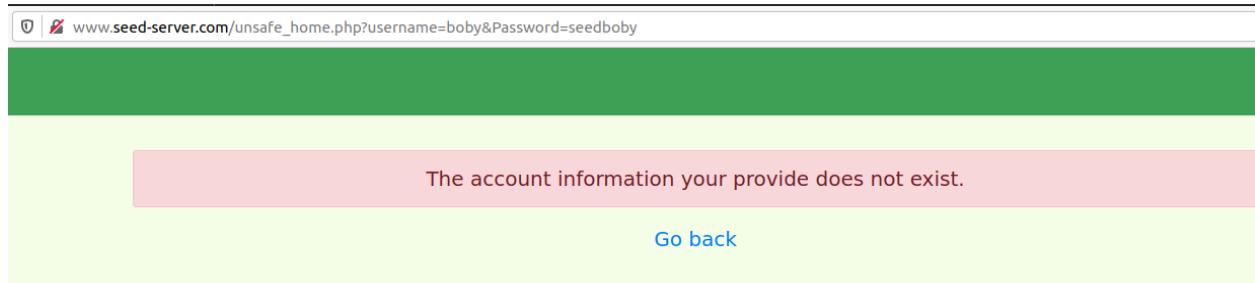 www.seed-server.com/unsafe_home.php?username=boby&Password=seedboby
The account information your provide does not exist.
Go back